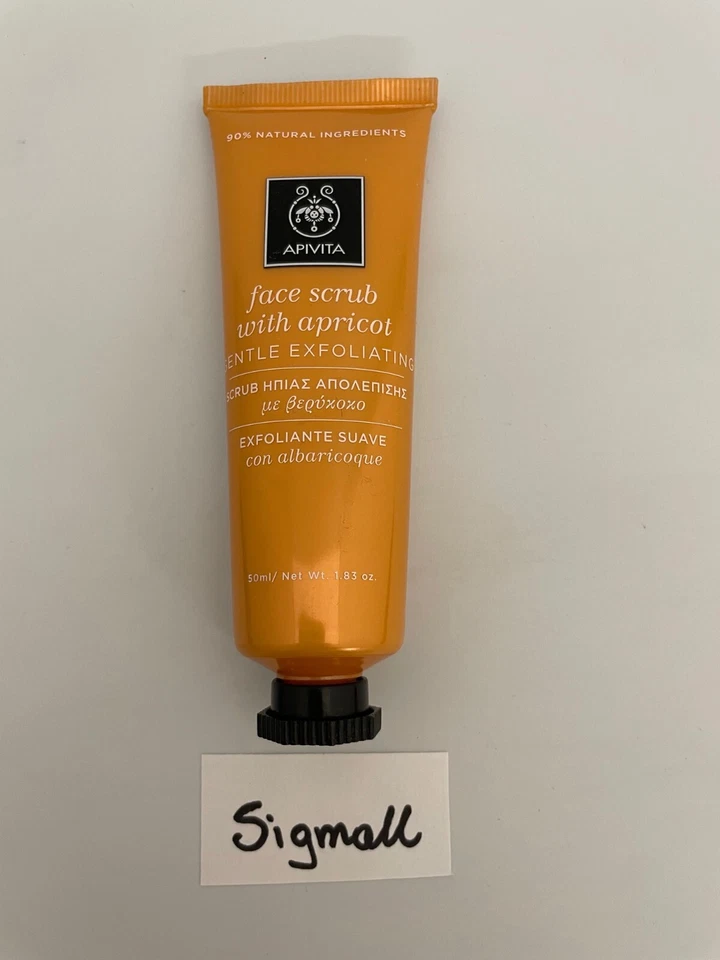 90% NATURAL INGREDIENTS
APIVITA
face scrub
with apricot
GENTLE EXFOLIATING
SCRUB ΗΠΙΑΣ ΑΠΟΛΕΠΙΣΗΣ
με βερύκοκο
EXFOLIANTE SUAVE
con albaricoque
50ml/ Net Wt. 1.83 oz.
Sigmall